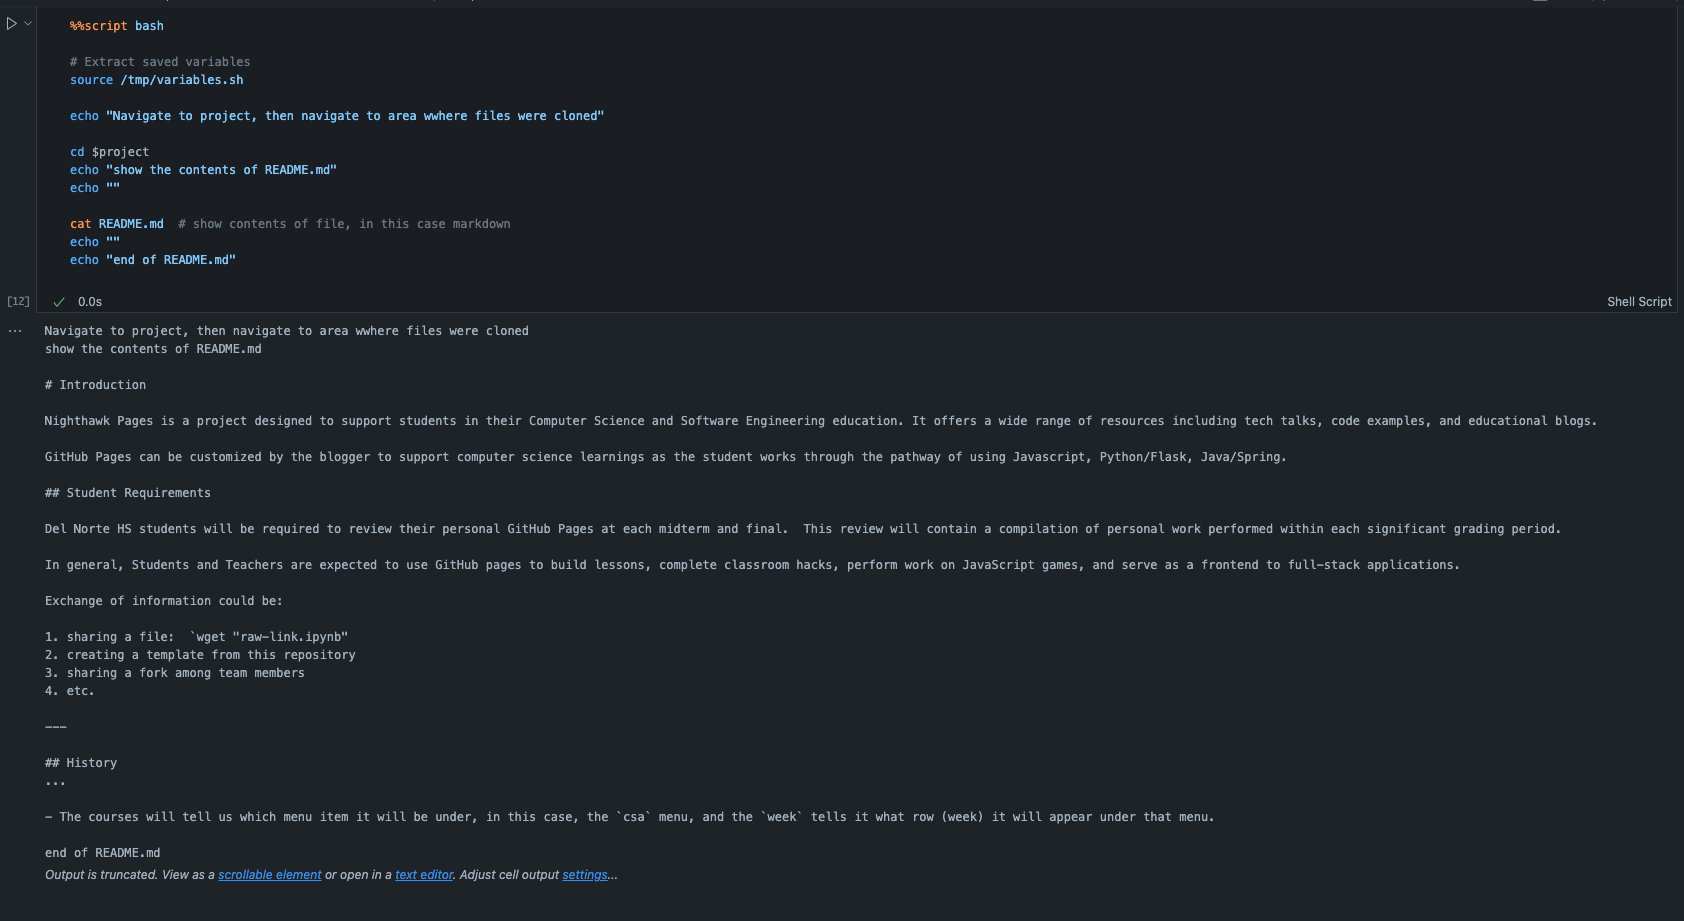 %%script bash
# Extract saved variables
source /tmp/variables.sh
echo "Navigate to project, then navigate to area wwhere files were cloned"
cd $project
echo "show the contents of README.md"
echo ""
cat README.md  # show contents of file, in this case markdown
echo ""
echo "end of README.md"
[12] 0.0s Shell Script
... Navigate to project, then navigate to area wwhere files were cloned
show the contents of README.md
# Introduction
Nighthawk Pages is a project designed to support students in their Computer Science and Software Engineering education. It offers a wide range of resources including tech talks, code examples, and educational blogs.
GitHub Pages can be customized by the blogger to support computer science learnings as the student works through the pathway of using Javascript, Python/Flask, Java/Spring.
## Student Requirements
Del Norte HS students will be required to review their personal GitHub Pages at each midterm and final.  This review will contain a compilation of personal work performed within each significant grading period.
In general, Students and Teachers are expected to use GitHub pages to build lessons, complete classroom hacks, perform work on JavaScript games, and serve as a frontend to full-stack applications.
Exchange of information could be:
1. sharing a file:  `wget "raw-link.ipynb"
2. creating a template from this repository
3. sharing a fork among team members
4. etc.
---
## History
...
- The courses will tell us which menu item it will be under, in this case, the `csa` menu, and the `week` tells it what row (week) it will appear under that menu.
end of README.md
Output is truncated. View as a scrollable element or open in a text editor. Adjust cell output settings...